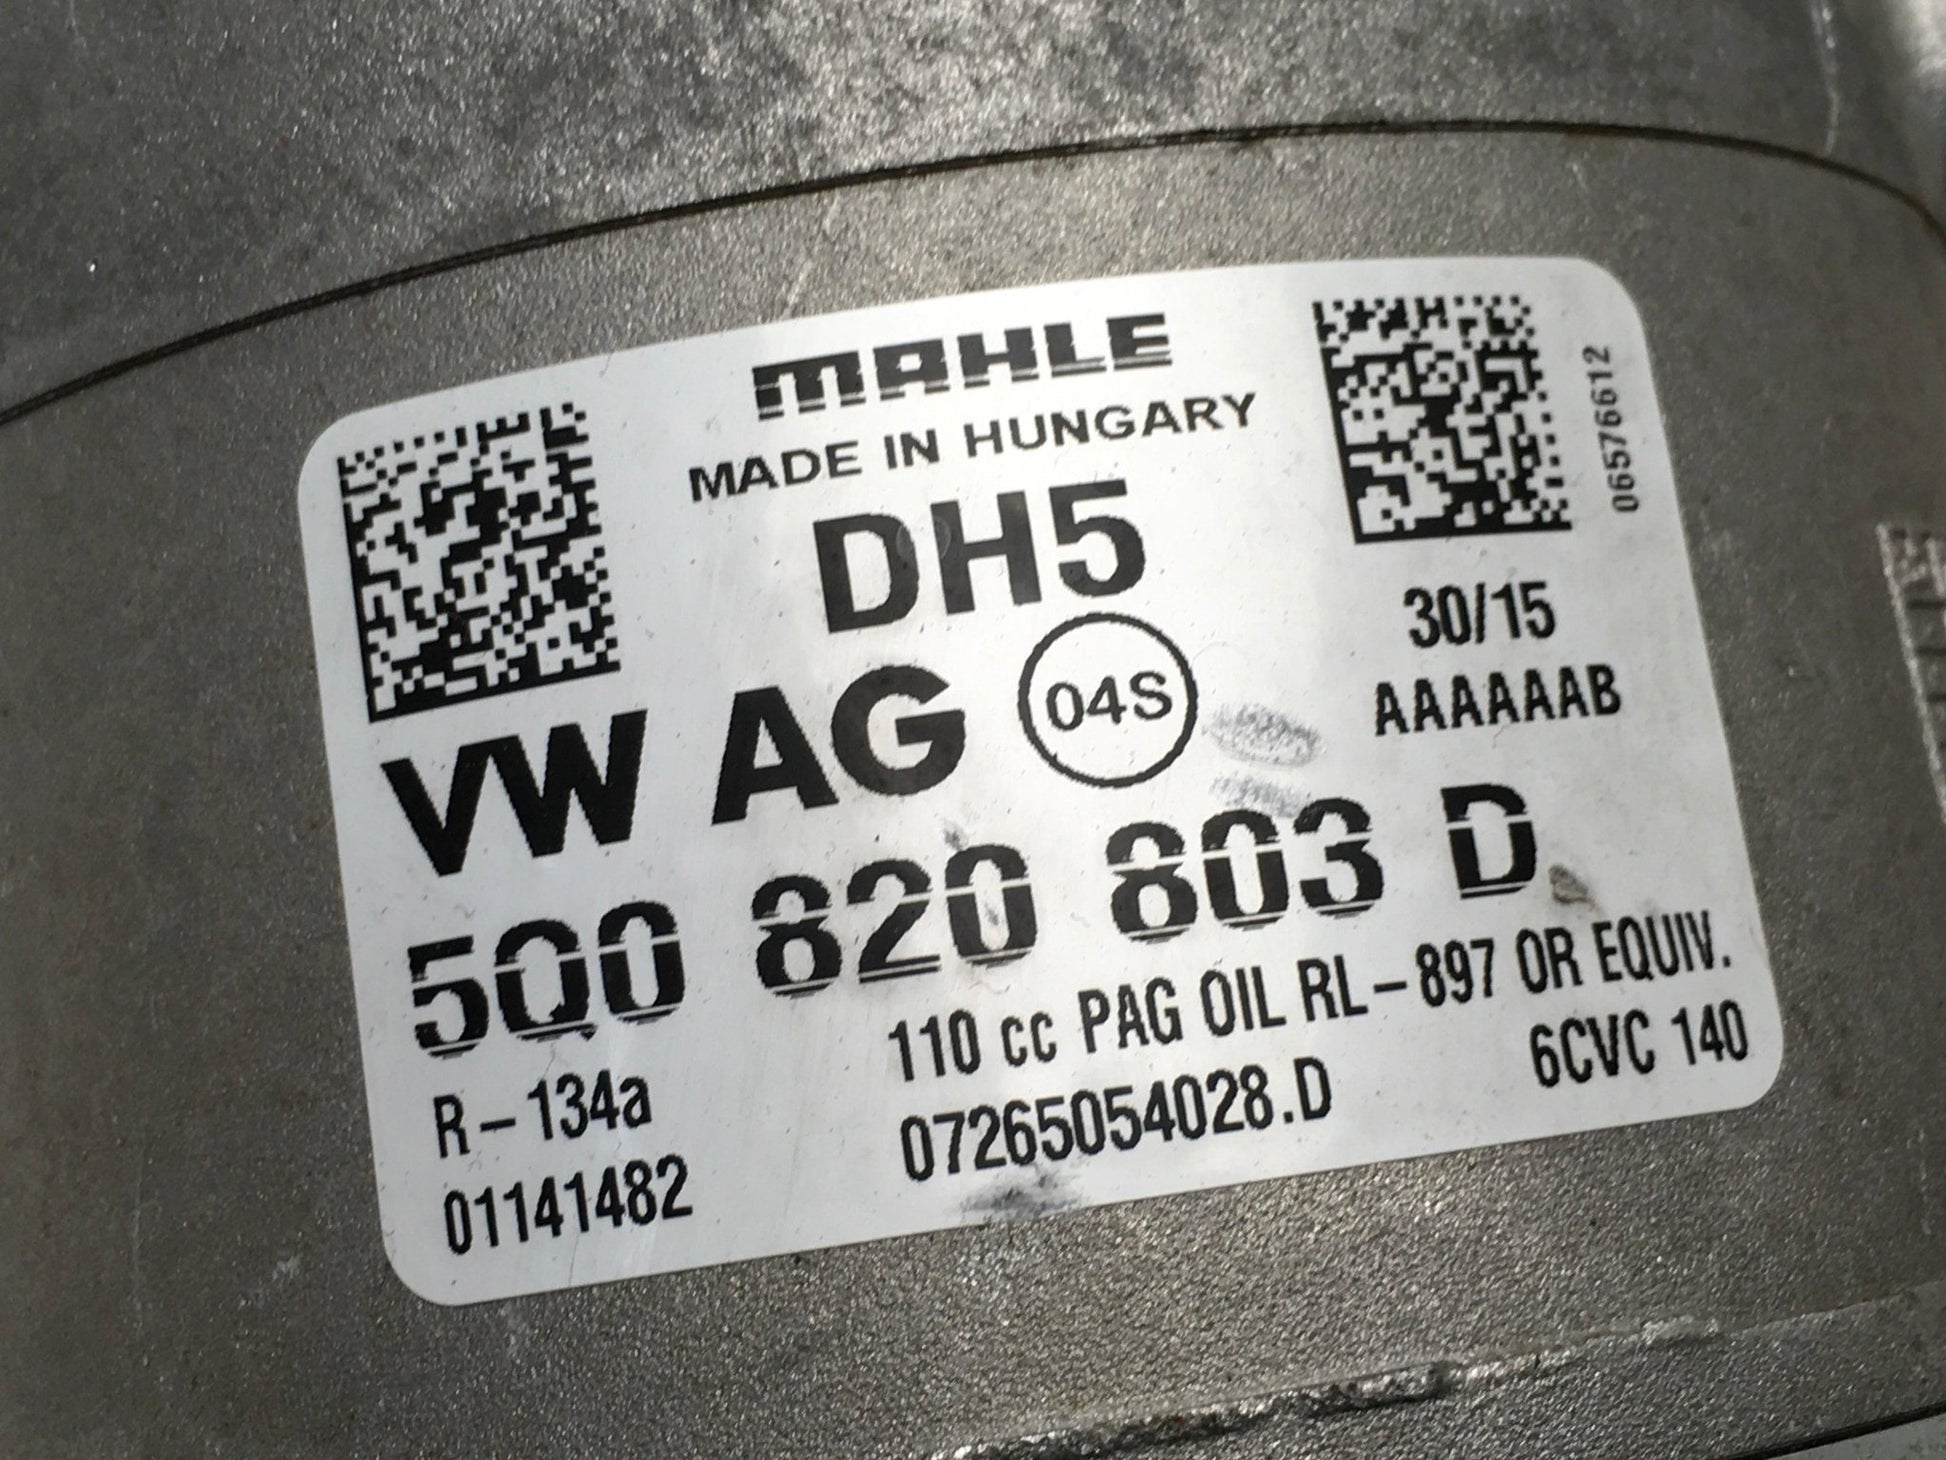 MAHLE
MADE IN HUNGARY
DH5
06576612
30/15
AAAAAAB
VW AG 04S
5Q0 820 803 D
110 cc PAG OIL RL-897 OR EQUIV.
R-134a
07265054028.D
6CVC 140
01141482